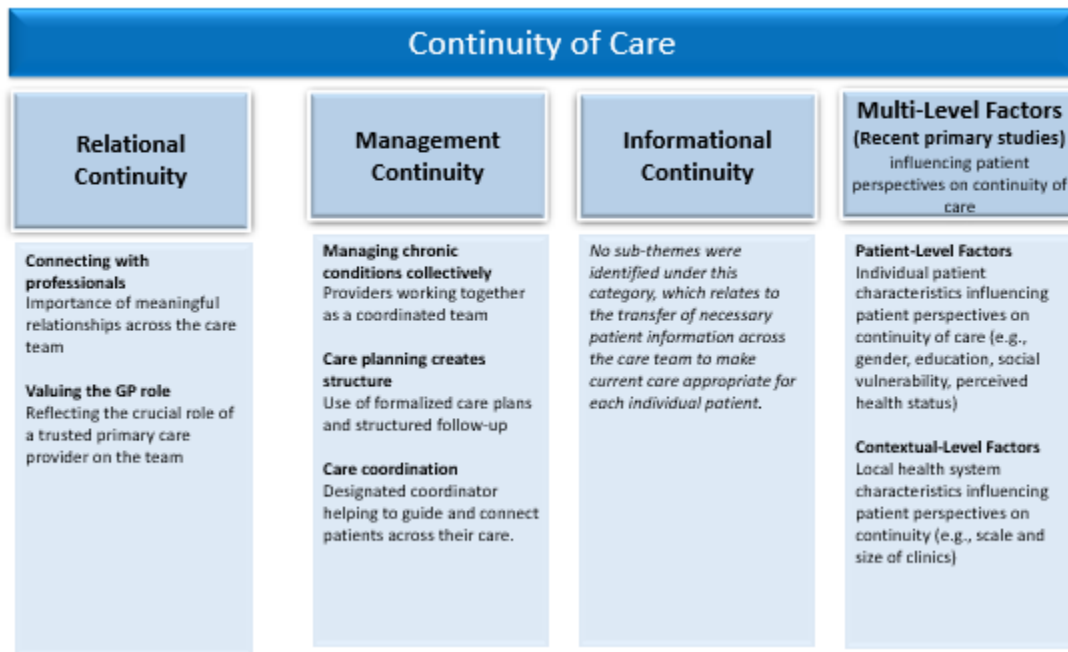 Continuity of Care
Relational
Continuity
Connecting with
professionals
Importance of meaningful
relationships across the care
team
Valuing the GP role
Reflecting the crucial role of
a trusted primary care
provider on the team
Management
Continuity
Managing chronic
conditions collectively
Providers working together
as a coordinated team
Care planning creates
structure
Use of formalized care plans
and structured follow-up
Care coordination
Designated coordinator
helping to guide and connect
patients across their care.
Informational
Continuity
No sub-themes were
identified under this
category, which relates to
the transfer of necessary
patient information across
the care team to make
current care appropriate for
each individual patient.
Multi-Level Factors
(Recent primary studies)
influencing patient
perspectives on continuity of
care
Patient-Level Factors
Individual patient
characteristics influencing
patient perspectives on
continuity of care (e.g.,
gender, education, social
vulnerability, perceived
health status)
Contextual-Level Factors
Local health system
characteristics influencing
patient perspectives on
continuity (e.g., scale and
size of clinics)